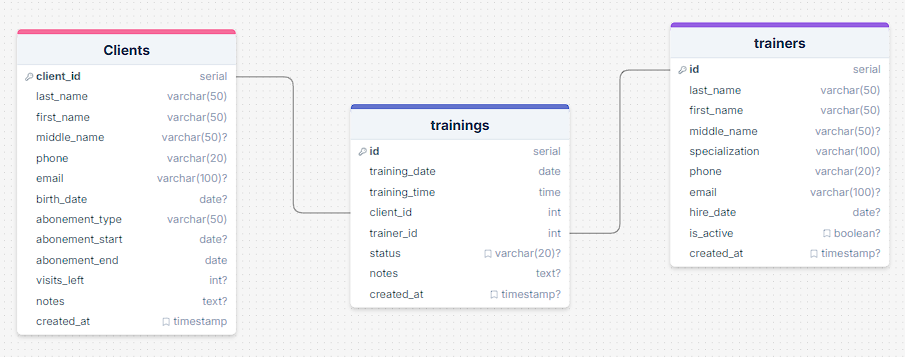 Clients
client_id serial
last_name varchar(50)
first_name varchar(50)
middle_name varchar(50)?
phone varchar(20)
email varchar(100)?
birth_date date?
abonement_type varchar(50)
abonement_start date?
abonement_end date
visits_left int?
notes text?
created_at timestamp
trainings
id serial
training_date date
training_time time
client_id int
trainer_id int
status varchar(20)?
notes text?
created_at timestamp?
trainers
id serial
last_name varchar(50)
first_name varchar(50)
middle_name varchar(50)?
specialization varchar(100)
phone varchar(20)?
email varchar(100)?
hire_date date?
is_active boolean?
created_at timestamp?